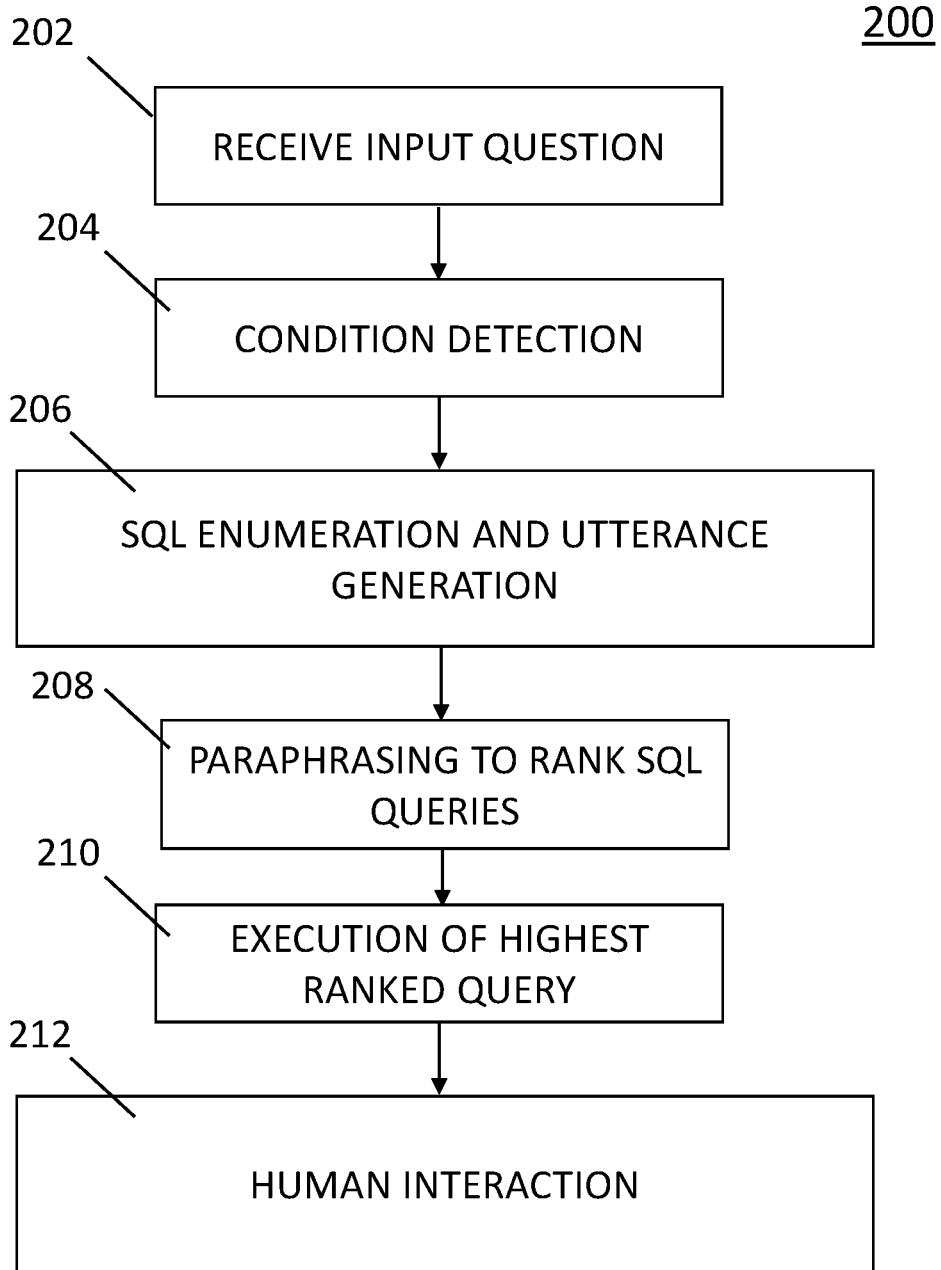 200
202
RECEIVE INPUT QUESTION
204
CONDITION DETECTION
206
SQL ENUMERATION AND UTTERANCE
GENERATION
208
PARAPHRASING TO RANK SQL
QUERIES
210
EXECUTION OF HIGHEST
RANKED QUERY
212
HUMAN INTERACTION